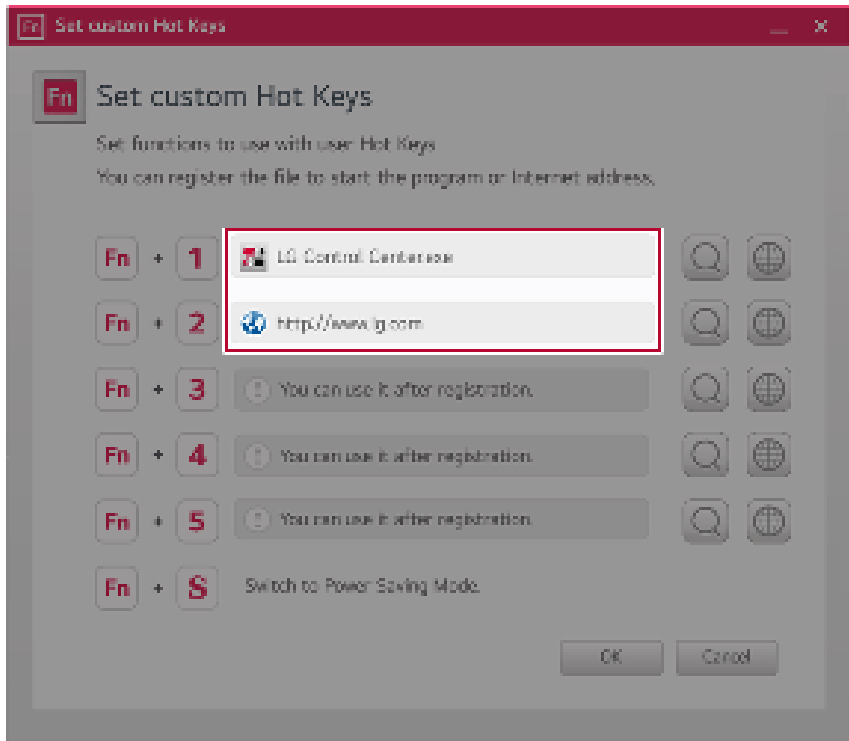 Fn Set custom Hot Keys
Fn Set custom Hot Keys
Set functions to use with user Hot Keys
You can register the file to start the program or Internet address.
Fn + 1 LG Control Center.exe
Fn + 2 http://www.lg.com
Fn + 3 You can use it after registration.
Fn + 4 You can use it after registration.
Fn + 5 You can use it after registration.
Fn + S Switch to Power Saving Mode.
OK Cancel